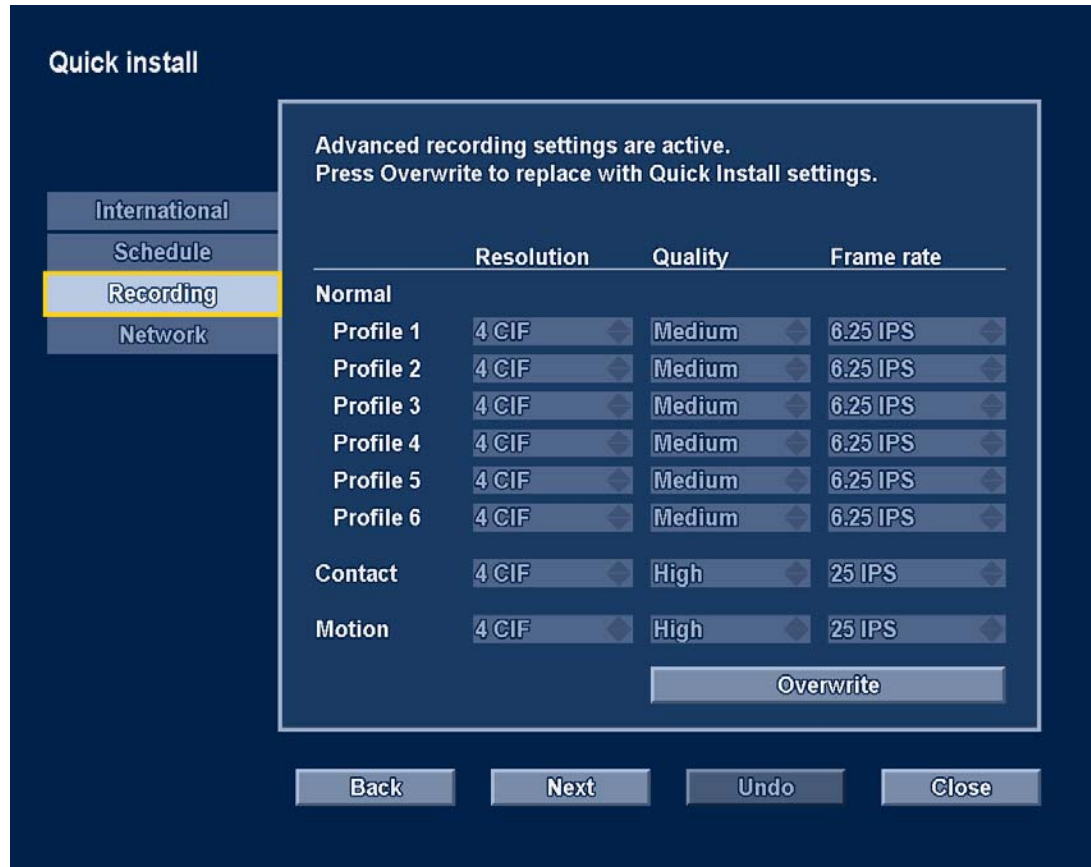 Quick install
Advanced recording settings are active.
Press Overwrite to replace with Quick Install settings.
International
Schedule
Recording
Network
Resolution Quality Frame rate
Normal
Profile 1 4 CIF Medium 6.25 IPS
Profile 2 4 CIF Medium 6.25 IPS
Profile 3 4 CIF Medium 6.25 IPS
Profile 4 4 CIF Medium 6.25 IPS
Profile 5 4 CIF Medium 6.25 IPS
Profile 6 4 CIF Medium 6.25 IPS
Contact 4 CIF High 25 IPS
Motion 4 CIF High 25 IPS
Overwrite
Back Next Undo Close